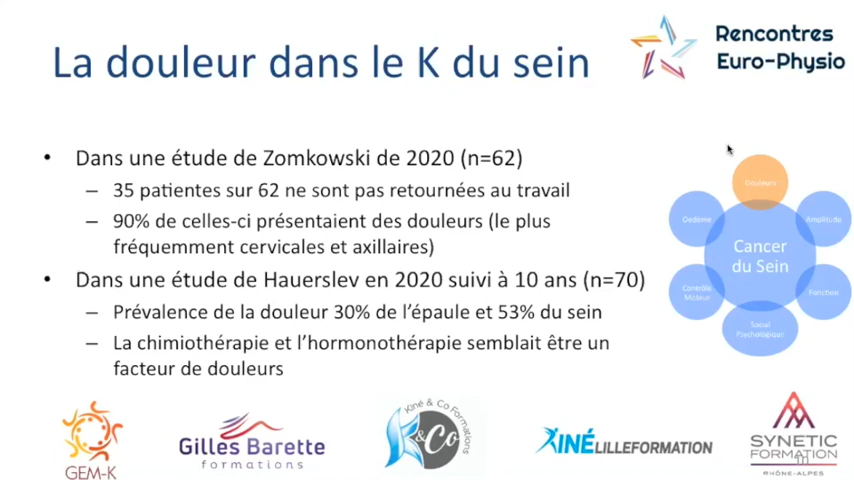 La douleur dans le K du sein
Rencontres
Euro-Physio
• Dans une étude de Zomkowski de 2020 (n=62)
– 35 patientes sur 62 ne sont pas retournées au travail
– 90% de celles-ci présentaient des douleurs (le plus
fréquemment cervicales et axillaires)
• Dans une étude de Hauerslev en 2020 suivi à 10 ans (n=70)
– Prévalence de la douleur 30% de l'épaule et 53% du sein
– La chimiothérapie et l'hormonothérapie semblait être un
facteur de douleurs
Douleurs
Oedème
Amplitude
Cancer
du Sein
Contrôle
Moteur
Fonction
Social
Psychologique
GEM-K
Gilles Barette
formations
Kiné & Co Formations
K&Co
KINÉLILLEFORMATION
SYNETIC
FORMATION
RHÔNE-ALPES